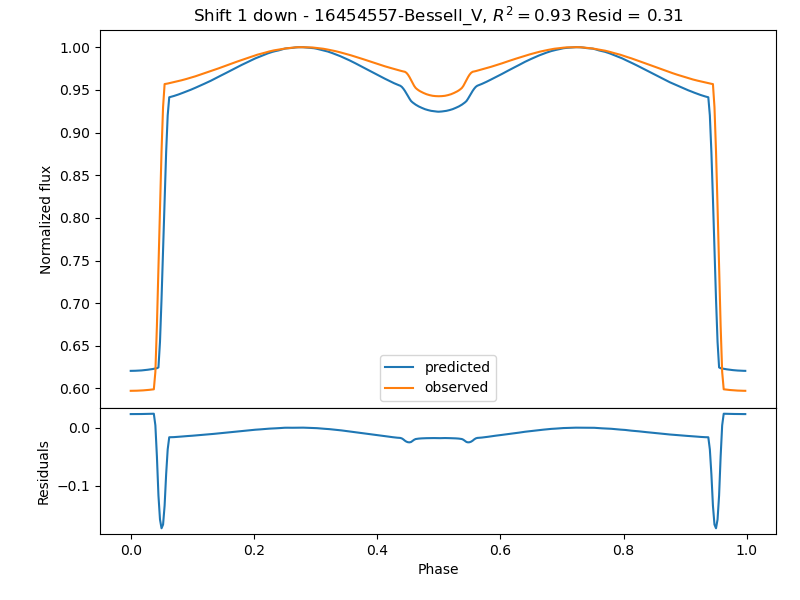 Shift 1 down - 16454557-Bessell_V, R² = 0.93 Resid = 0.31
1.00
0.95
0.90
0.85
0.80
0.75
0.70
0.65
0.60
Normalized flux
predicted
observed
0.0
−0.1
Residuals
0.0 0.2 0.4 0.6 0.8 1.0
Phase